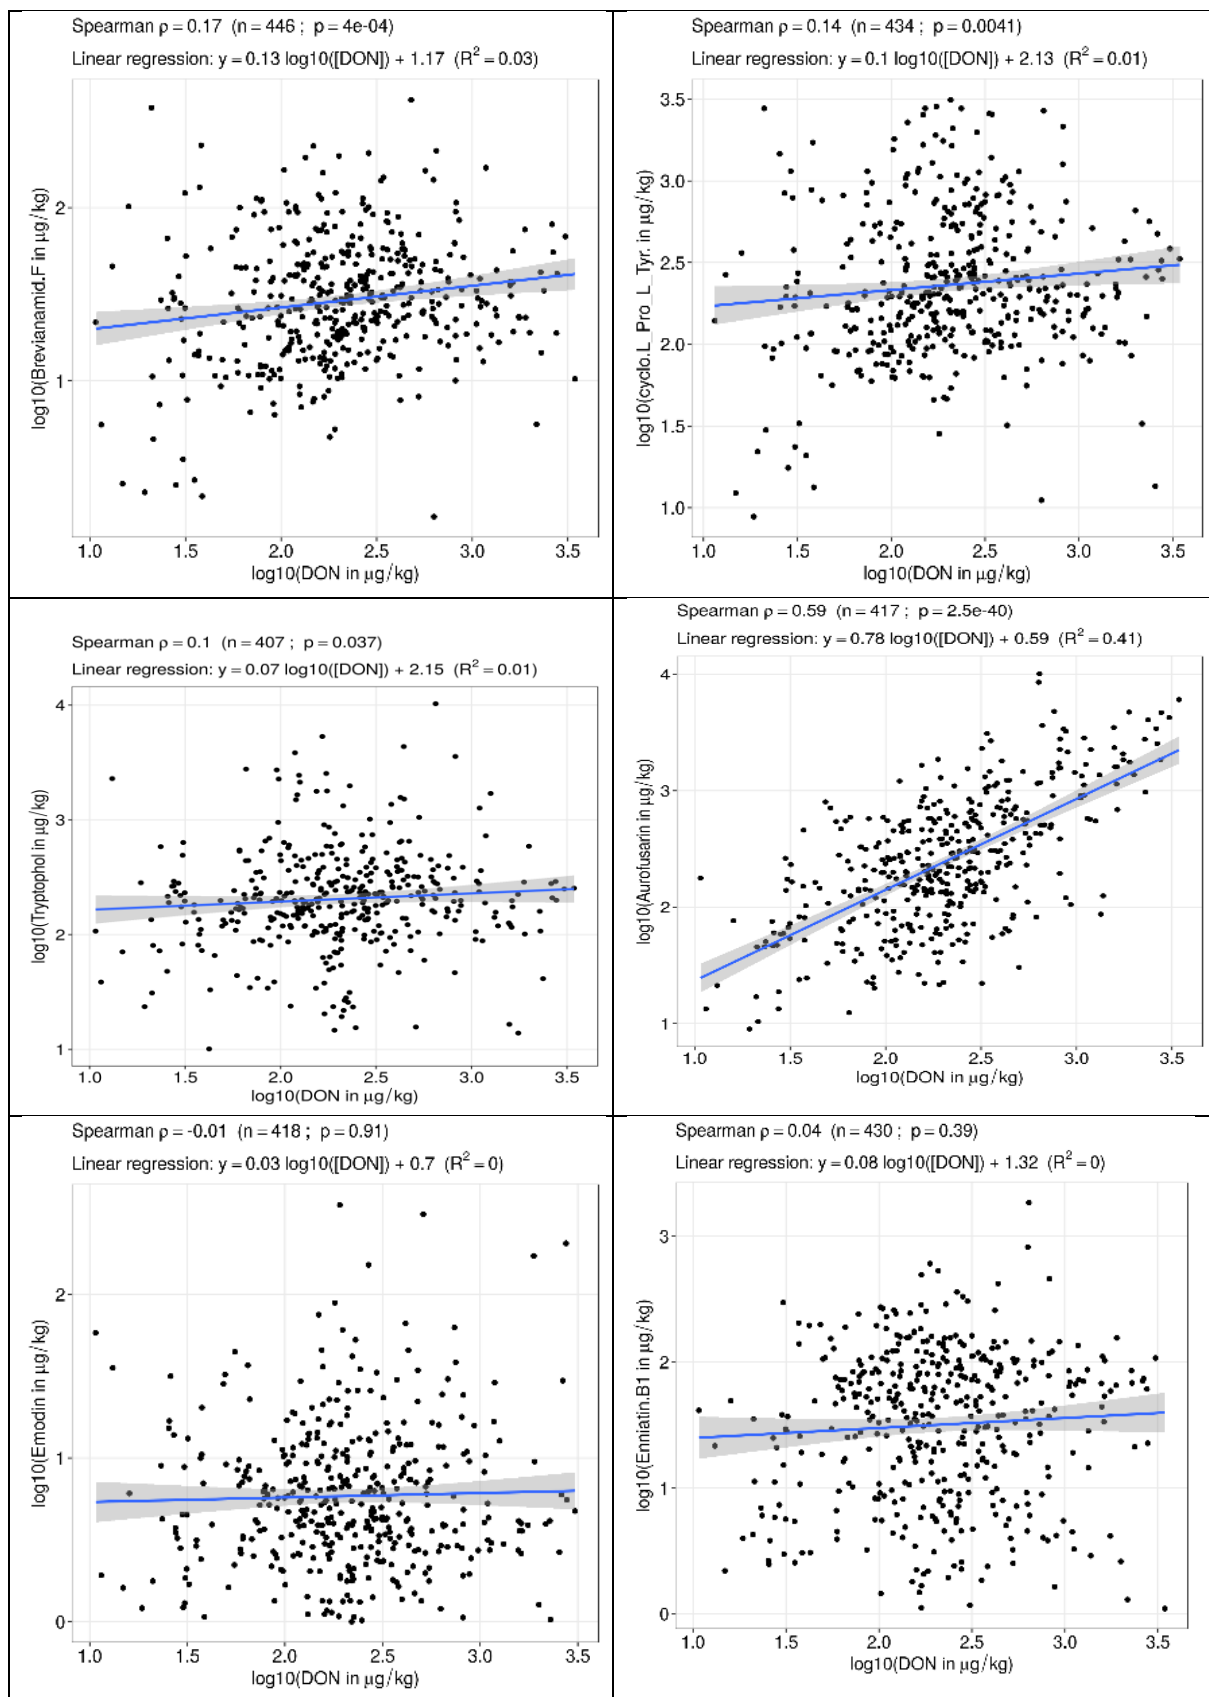 Spearman ρ = 0.17 (n = 446 ; p = 4e-04)
Linear regression: y = 0.13 log10([DON]) + 1.17 (R² = 0.03)
log10(Brevianamid.F in μg/kg)
2
1
1.0 1.5 2.0 2.5 3.0 3.5
log10(DON in μg/kg)
Spearman ρ = 0.14 (n = 434 ; p = 0.0041)
Linear regression: y = 0.1 log10([DON]) + 2.13 (R² = 0.01)
log10(cyclo.L_Pro_L_Tyr. in μg/kg)
3.5
3.0
2.5
2.0
1.5
1.0
1.0 1.5 2.0 2.5 3.0 3.5
log10(DON in μg/kg)
Spearman ρ = 0.1 (n = 407 ; p = 0.037)
Linear regression: y = 0.07 log10([DON]) + 2.15 (R² = 0.01)
log10(Tryptophol in μg/kg)
4
3
2
1
1.0 1.5 2.0 2.5 3.0 3.5
log10(DON in μg/kg)
Spearman ρ = 0.59 (n = 417 ; p = 2.5e-40)
Linear regression: y = 0.78 log10([DON]) + 0.59 (R² = 0.41)
log10(Aurofusarin in μg/kg)
4
3
2
1
1.0 1.5 2.0 2.5 3.0 3.5
log10(DON in μg/kg)
Spearman ρ = -0.01 (n = 418 ; p = 0.91)
Linear regression: y = 0.03 log10([DON]) + 0.7 (R² = 0)
log10(Emodin in μg/kg)
2
1
0
1.0 1.5 2.0 2.5 3.0 3.5
log10(DON in μg/kg)
Spearman ρ = 0.04 (n = 430 ; p = 0.39)
Linear regression: y = 0.08 log10([DON]) + 1.32 (R² = 0)
log10(Enniatin.B1 in μg/kg)
3
2
1
0
1.0 1.5 2.0 2.5 3.0 3.5
log10(DON in μg/kg)